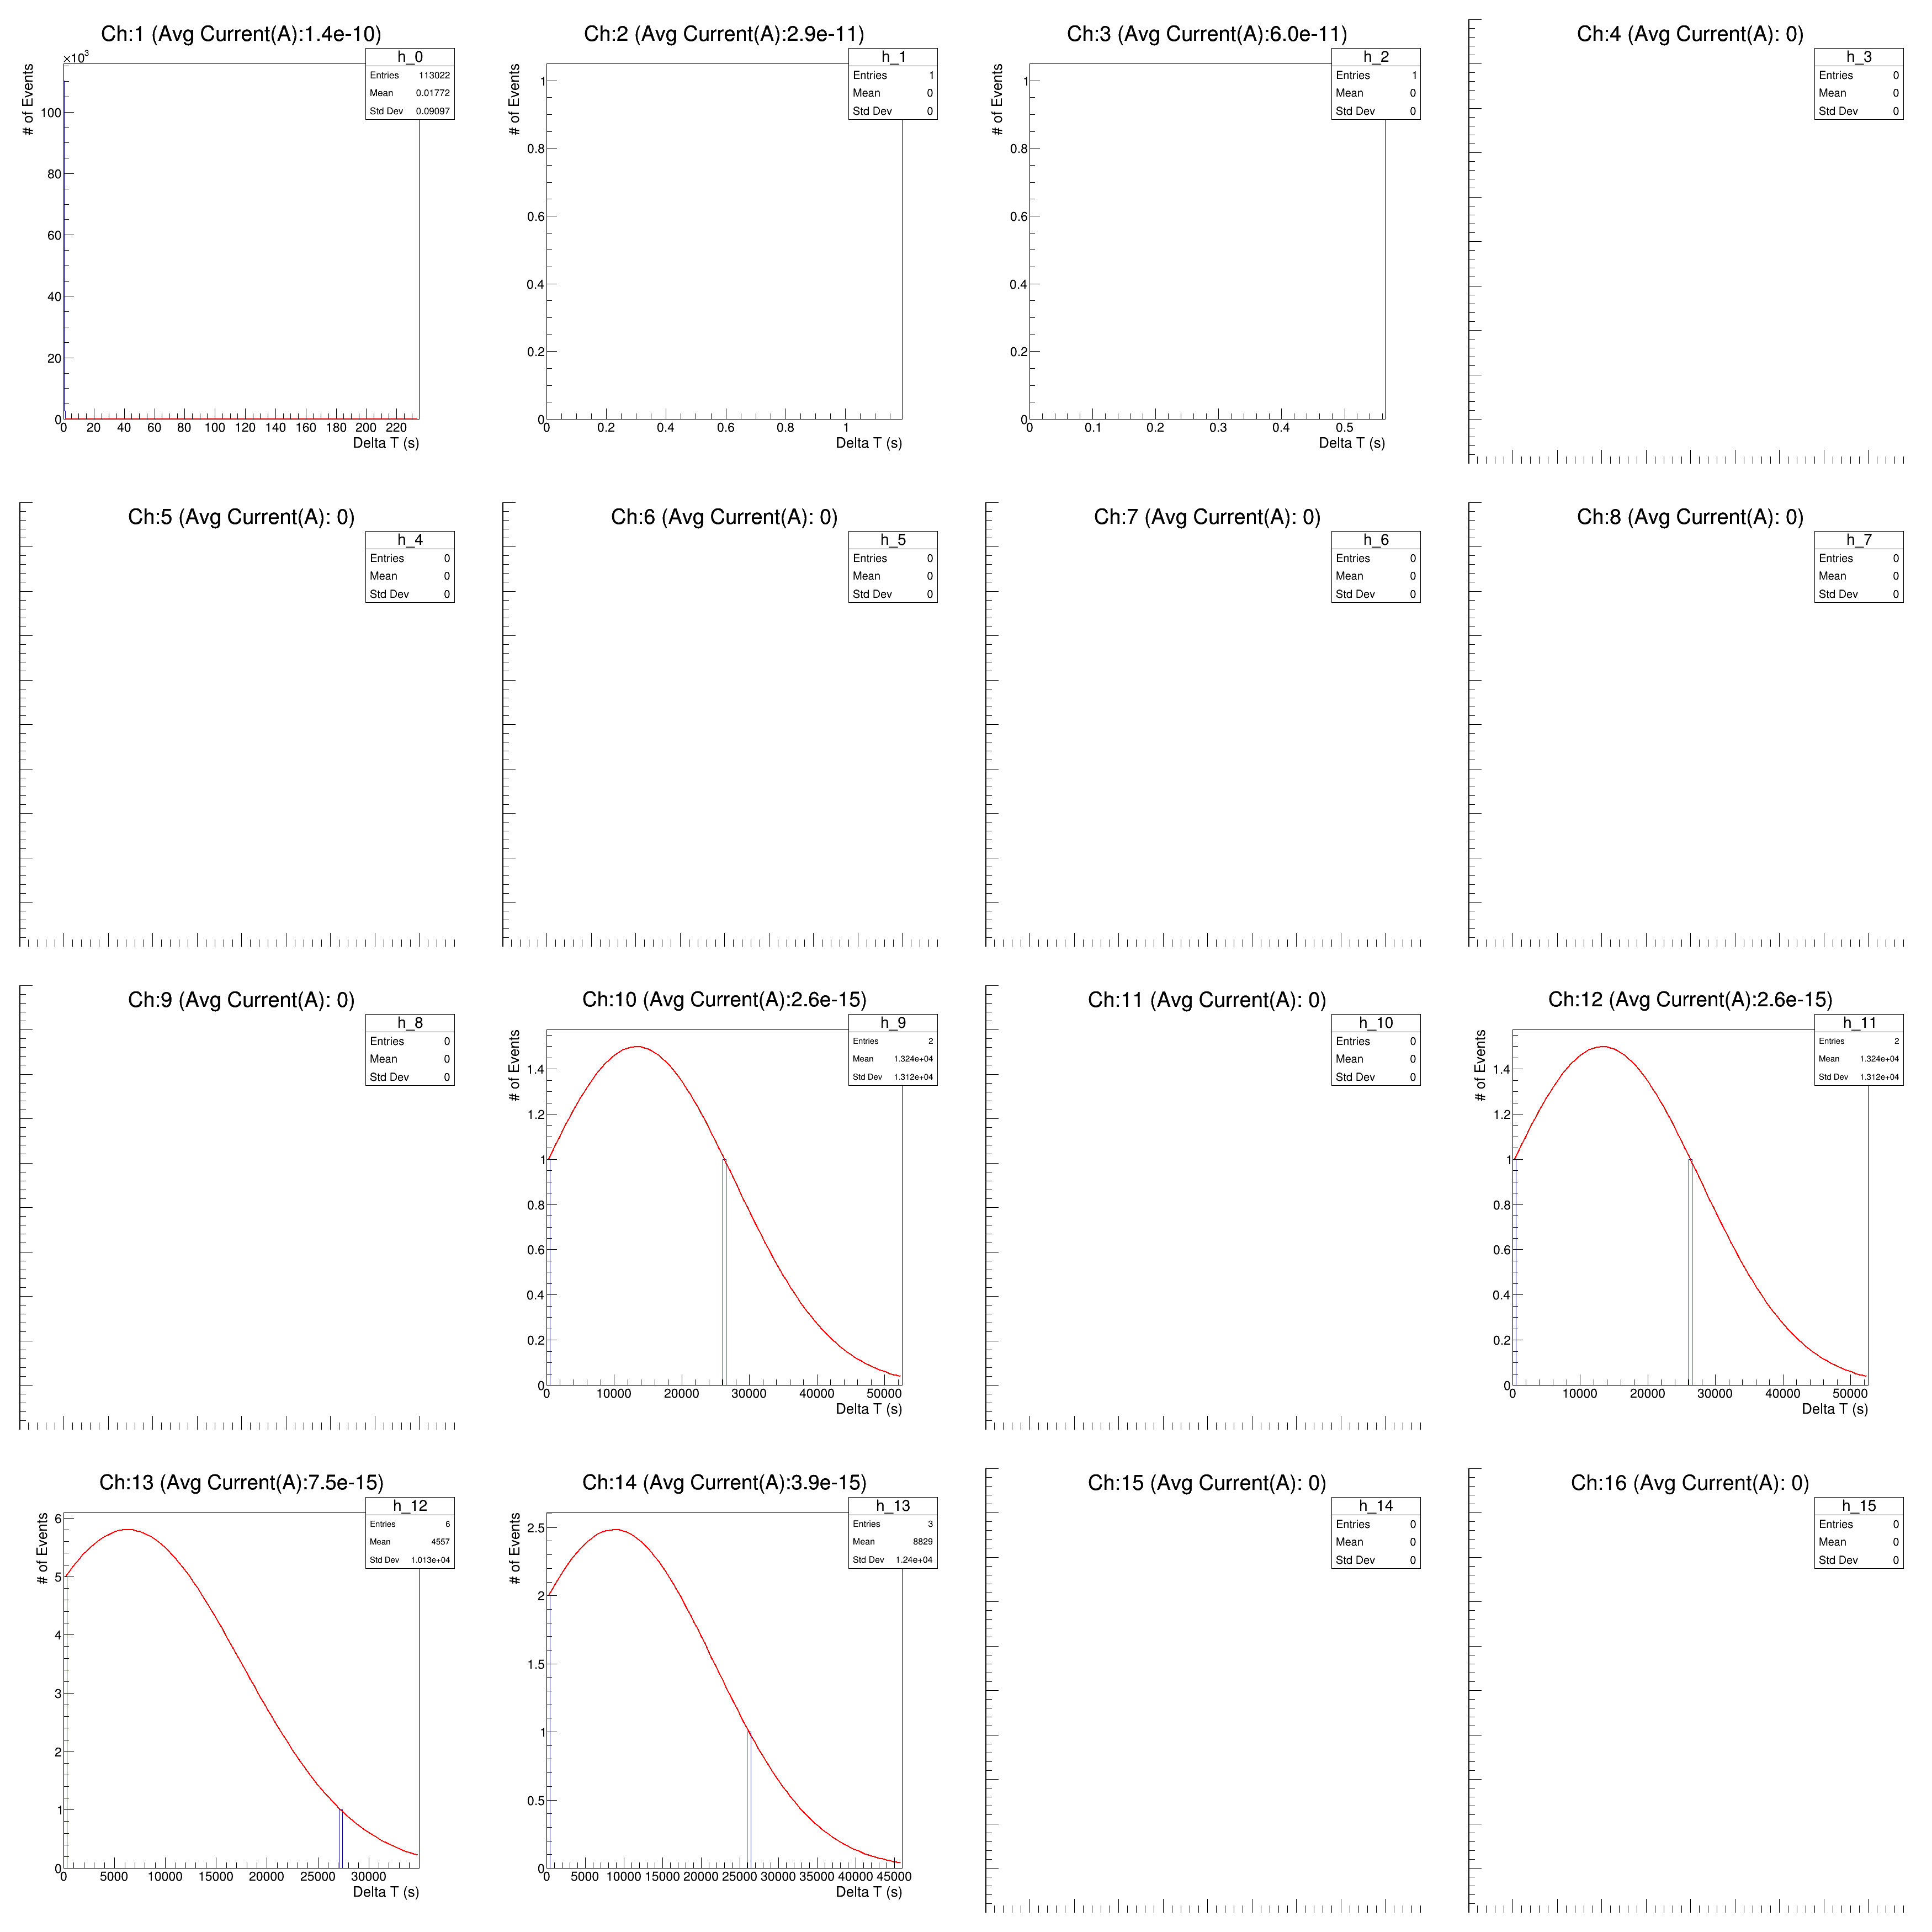 Ch:1 (Avg Current(A):1.4e-10)
×10³
h_0
Entries 113022
Mean 0.01772
Std Dev 0.09097
# of Events
100
80
60
40
20
0
0 20 40 60 80 100 120 140 160 180 200 220
Delta T (s)
Ch:2 (Avg Current(A):2.9e-11)
h_1
Entries 1
Mean 0
Std Dev 0
# of Events
1
0.8
0.6
0.4
0.2
0
0 0.2 0.4 0.6 0.8 1
Delta T (s)
Ch:3 (Avg Current(A):6.0e-11)
h_2
Entries 1
Mean 0
Std Dev 0
# of Events
1
0.8
0.6
0.4
0.2
0
0 0.1 0.2 0.3 0.4 0.5
Delta T (s)
Ch:4 (Avg Current(A): 0)
h_3
Entries 0
Mean 0
Std Dev 0
Ch:5 (Avg Current(A): 0)
h_4
Entries 0
Mean 0
Std Dev 0
Ch:6 (Avg Current(A): 0)
h_5
Entries 0
Mean 0
Std Dev 0
Ch:7 (Avg Current(A): 0)
h_6
Entries 0
Mean 0
Std Dev 0
Ch:8 (Avg Current(A): 0)
h_7
Entries 0
Mean 0
Std Dev 0
Ch:9 (Avg Current(A): 0)
h_8
Entries 0
Mean 0
Std Dev 0
Ch:10 (Avg Current(A):2.6e-15)
h_9
Entries 2
Mean 1.324e+04
Std Dev 1.312e+04
# of Events
1.4
1.2
1
0.8
0.6
0.4
0.2
0
0 10000 20000 30000 40000 50000
Delta T (s)
Ch:11 (Avg Current(A): 0)
h_10
Entries 0
Mean 0
Std Dev 0
Ch:12 (Avg Current(A):2.6e-15)
h_11
Entries 2
Mean 1.324e+04
Std Dev 1.312e+04
# of Events
1.4
1.2
1
0.8
0.6
0.4
0.2
0
0 10000 20000 30000 40000 50000
Delta T (s)
Ch:13 (Avg Current(A):7.5e-15)
h_12
Entries 6
Mean 4557
Std Dev 1.013e+04
# of Events
6
5
4
3
2
1
0
0 5000 10000 15000 20000 25000 30000
Delta T (s)
Ch:14 (Avg Current(A):3.9e-15)
h_13
Entries 3
Mean 8829
Std Dev 1.24e+04
# of Events
2.5
2
1.5
1
0.5
0
0 5000 10000 15000 20000 25000 30000 35000 40000 45000
Delta T (s)
Ch:15 (Avg Current(A): 0)
h_14
Entries 0
Mean 0
Std Dev 0
Ch:16 (Avg Current(A): 0)
h_15
Entries 0
Mean 0
Std Dev 0